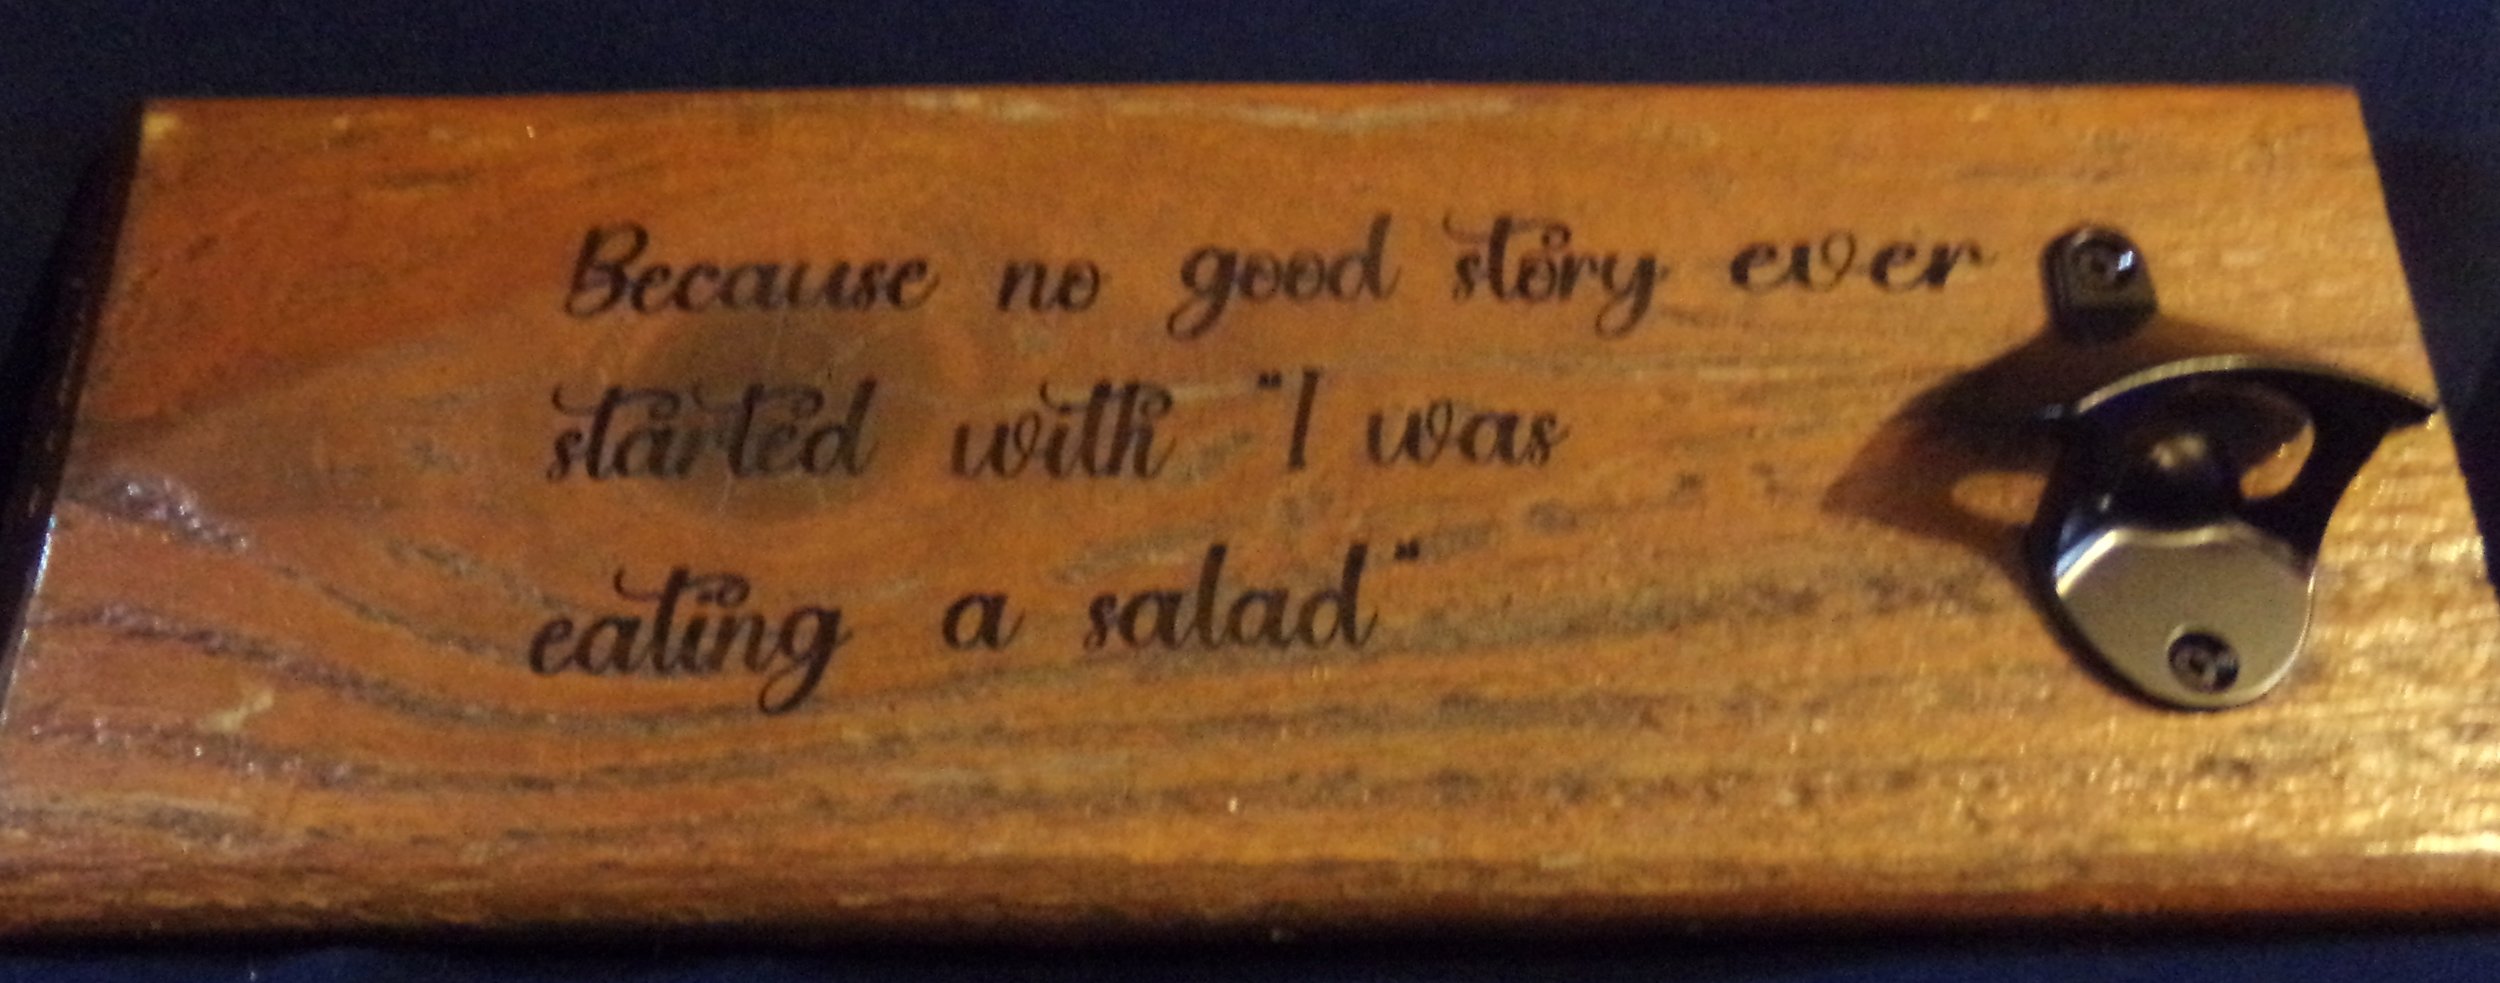 Because no good story ever
started with "I was
eating a salad"